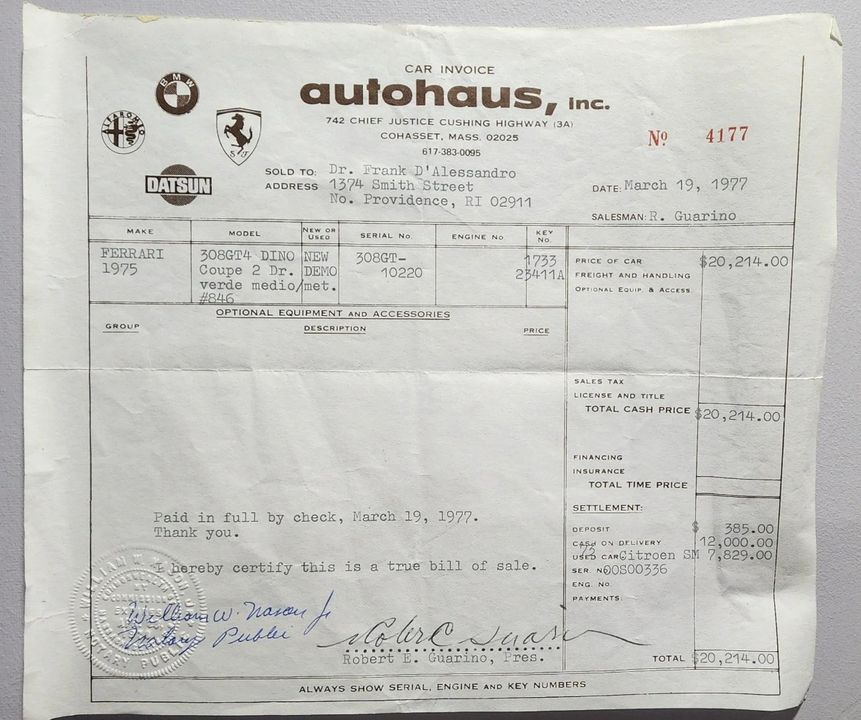 CAR INVOICE
autohaus, inc.
742 CHIEF JUSTICE CUSHING HIGHWAY (3A)
COHASSET, MASS. 02025
617-383-0095
BMW
ALFA ROMEO
S F
DATSUN
No 4177
SOLD TO: Dr. Frank D'Alessandro
ADDRESS 1374 Smith Street
No. Providence, RI 02911
DATE: March 19, 1977
SALESMAN: R. Guarino
MAKE MODEL NEW OR USED SERIAL No. ENGINE No KEY No.
FERRARI 308GT4 DINO NEW 308GT- 1733
1975 Coupe 2 Dr. DEMO 10220 23411A
verde medio/met.
#846
PRICE OF CAR $20,214.00
FREIGHT AND HANDLING
OPTIONAL EQUIP. & ACCESS.
OPTIONAL EQUIPMENT AND ACCESSORIES
GROUP DESCRIPTION PRICE
SALES TAX
LICENSE AND TITLE
TOTAL CASH PRICE $20,214.00
FINANCING
INSURANCE
TOTAL TIME PRICE
SETTLEMENT:
DEPOSIT $ 385.00
CASH ON DELIVERY 12,000.00
USED CAR '73 Citroen SM 7,829.00
SER. No 00S00336
ENG. NO.
PAYMENTS:
TOTAL $20,214.00
Paid in full by check, March 19, 1977.
Thank you.
I hereby certify this is a true bill of sale.
William W. Nason Jr
Notary Public
NOTARY PUBLIC
Robert E. Guarino, Pres.
ALWAYS SHOW SERIAL, ENGINE AND KEY NUMBERS